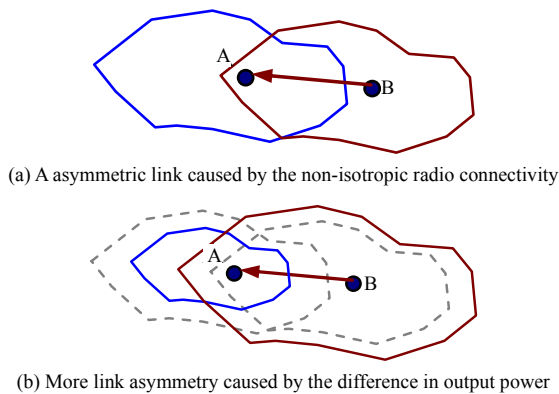 A
B
(a) A asymmetric link caused by the non-isotropic radio connectivity
A
B
(b) More link asymmetry caused by the difference in output power